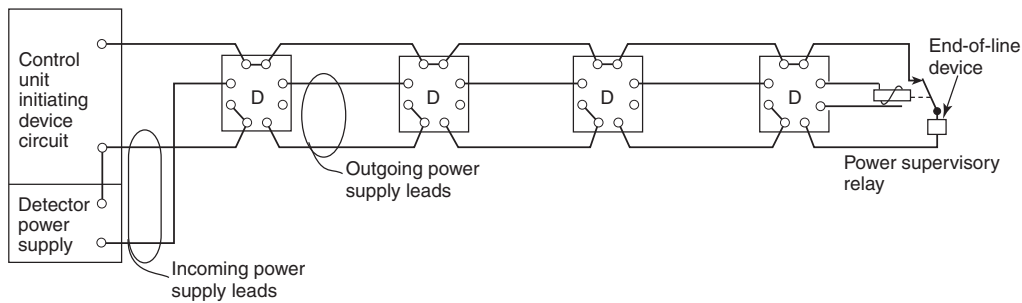 Control
unit
initiating
device
circuit
Detector
power
supply
D
D
D
D
End-of-line
device
Outgoing power
supply leads
Power supervisory
relay
Incoming power
supply leads